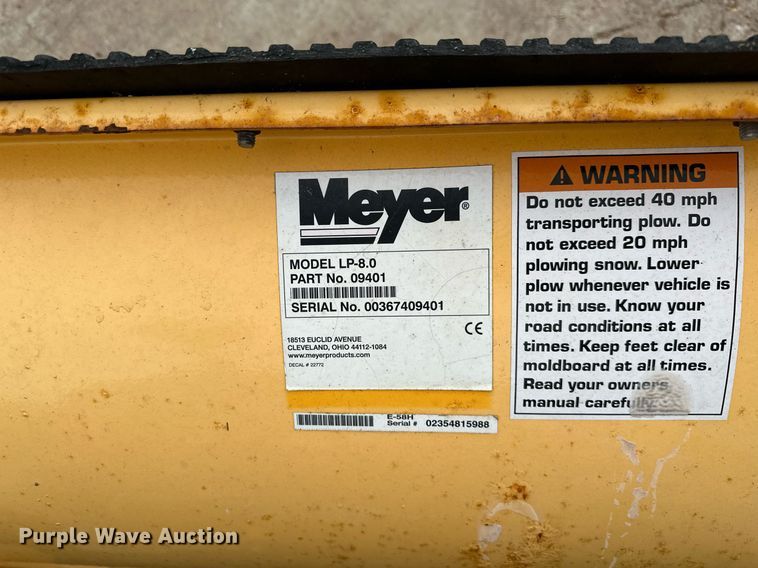 Meyer®
MODEL LP-8.0
PART No. 09401
SERIAL No. 00367409401
18513 EUCLID AVENUE
CLEVELAND, OHIO 44112-1084
www.meyerproducts.com
DECAL # 22772
CE
E-58H
Serial # 02354815988
⚠ WARNING
Do not exceed 40 mph
transporting plow. Do
not exceed 20 mph
plowing snow. Lower
plow whenever vehicle is
not in use. Know your
road conditions at all
times. Keep feet clear of
moldboard at all times.
Read your owners
manual carefully.
Purple Wave Auction®